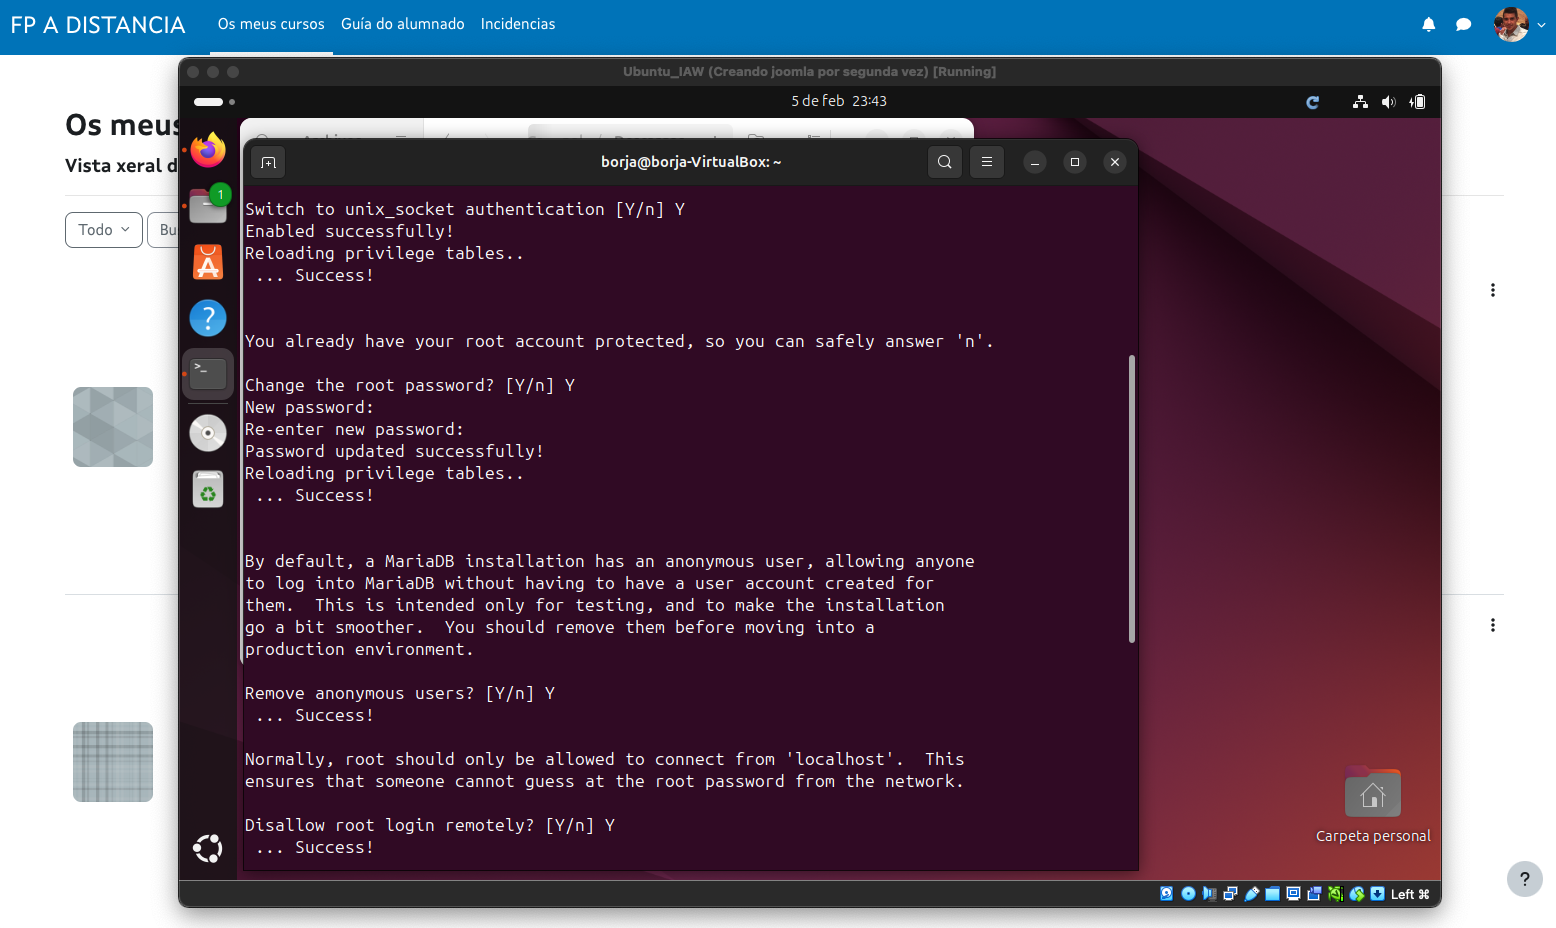 FP A DISTANCIA
Os meus cursos
Guía do alumnado
Incidencias
Ubuntu_IAW (Creando joomla por segunda vez) [Running]
5 de feb 23:43
Os meus
Vista xeral d
Todo
Bu
1
borja@borja-VirtualBox: ~
Switch to unix_socket authentication [Y/n] Y
Enabled successfully!
Reloading privilege tables..
... Success!
You already have your root account protected, so you can safely answer 'n'.
Change the root password? [Y/n] Y
New password:
Re-enter new password:
Password updated successfully!
Reloading privilege tables..
... Success!
By default, a MariaDB installation has an anonymous user, allowing anyone
to log into MariaDB without having to have a user account created for
them.  This is intended only for testing, and to make the installation
go a bit smoother.  You should remove them before moving into a
production environment.
Remove anonymous users? [Y/n] Y
... Success!
Normally, root should only be allowed to connect from 'localhost'.  This
ensures that someone cannot guess at the root password from the network.
Disallow root login remotely? [Y/n] Y
... Success!
Carpeta personal
Left ⌘
?